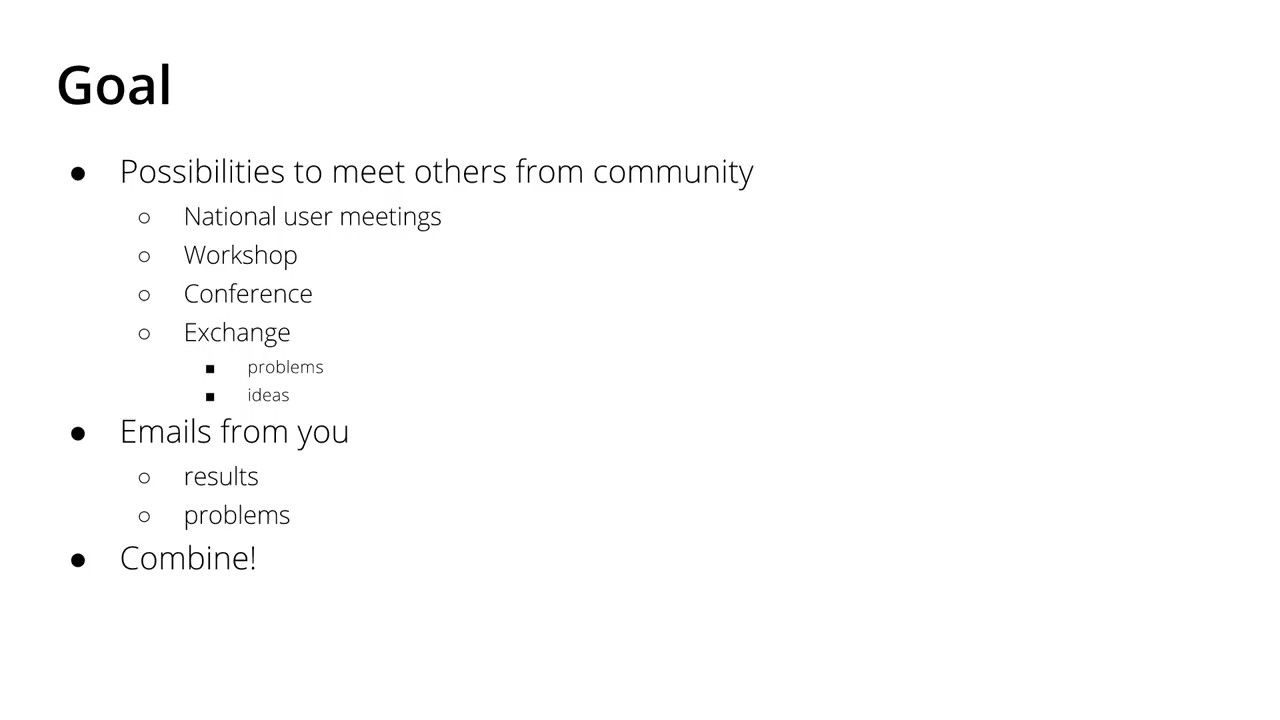 Goal
● Possibilities to meet others from community
○ National user meetings
○ Workshop
○ Conference
○ Exchange
■ problems
■ ideas
● Emails from you
○ results
○ problems
● Combine!